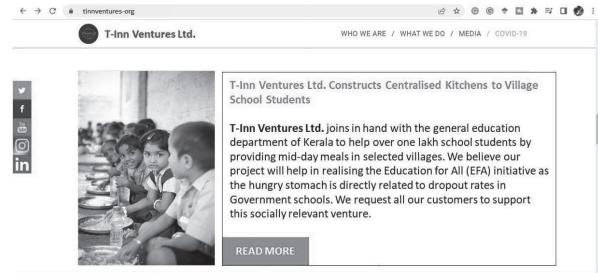 tinnventures-org
T-Inn Ventures Ltd.
WHO WE ARE / WHAT WE DO / MEDIA / COVID-19
T-Inn Ventures Ltd. Constructs Centralised Kitchens to Village
School Students
T-Inn Ventures Ltd. joins in hand with the general education
department of Kerala to help over one lakh school students by
providing mid-day meals in selected villages. We believe our
project will help in realising the Education for All (EFA) initiative as
the hungry stomach is directly related to dropout rates in
Government schools. We request all our customers to support
this socially relevant venture.
READ MORE